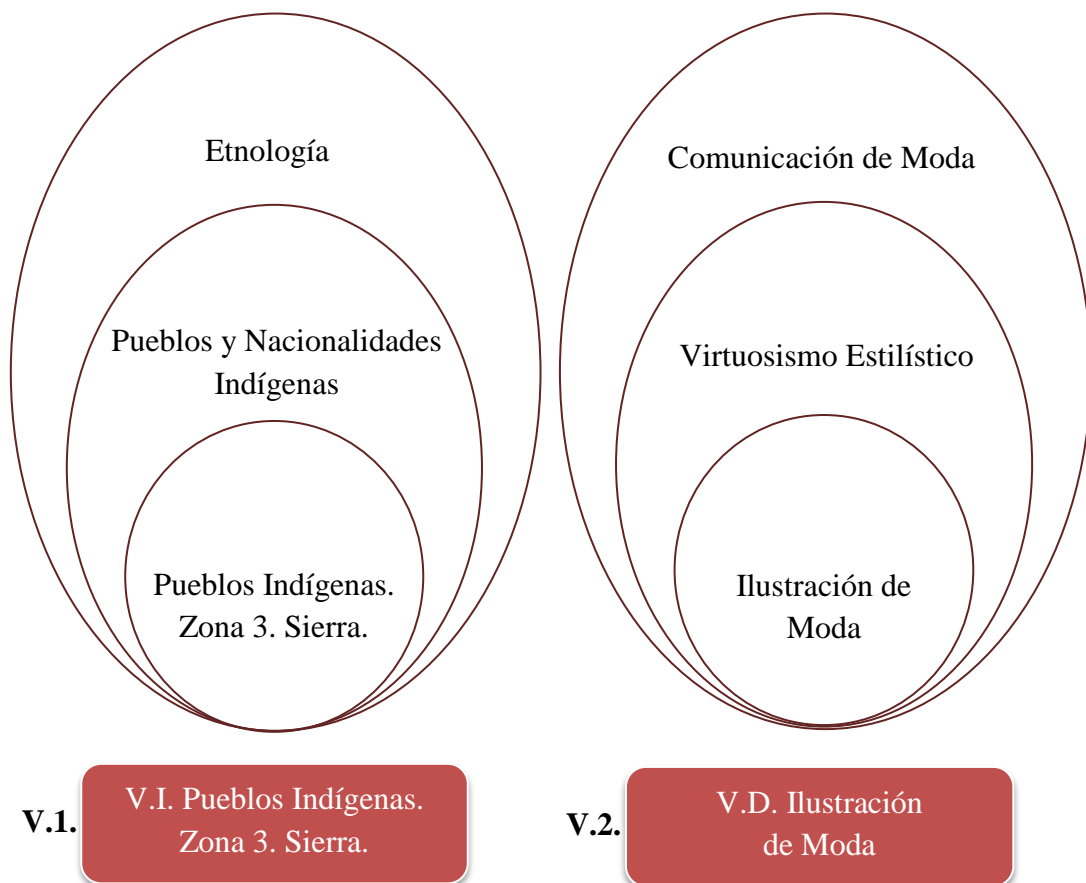 Etnología
Pueblos y Nacionalidades
Indígenas
Pueblos Indígenas.
Zona 3. Sierra.
Comunicación de Moda
Virtuosismo Estilístico
Ilustración de
Moda
V.1.
V.I. Pueblos Indígenas.
Zona 3. Sierra.
V.2.
V.D. Ilustración
de Moda